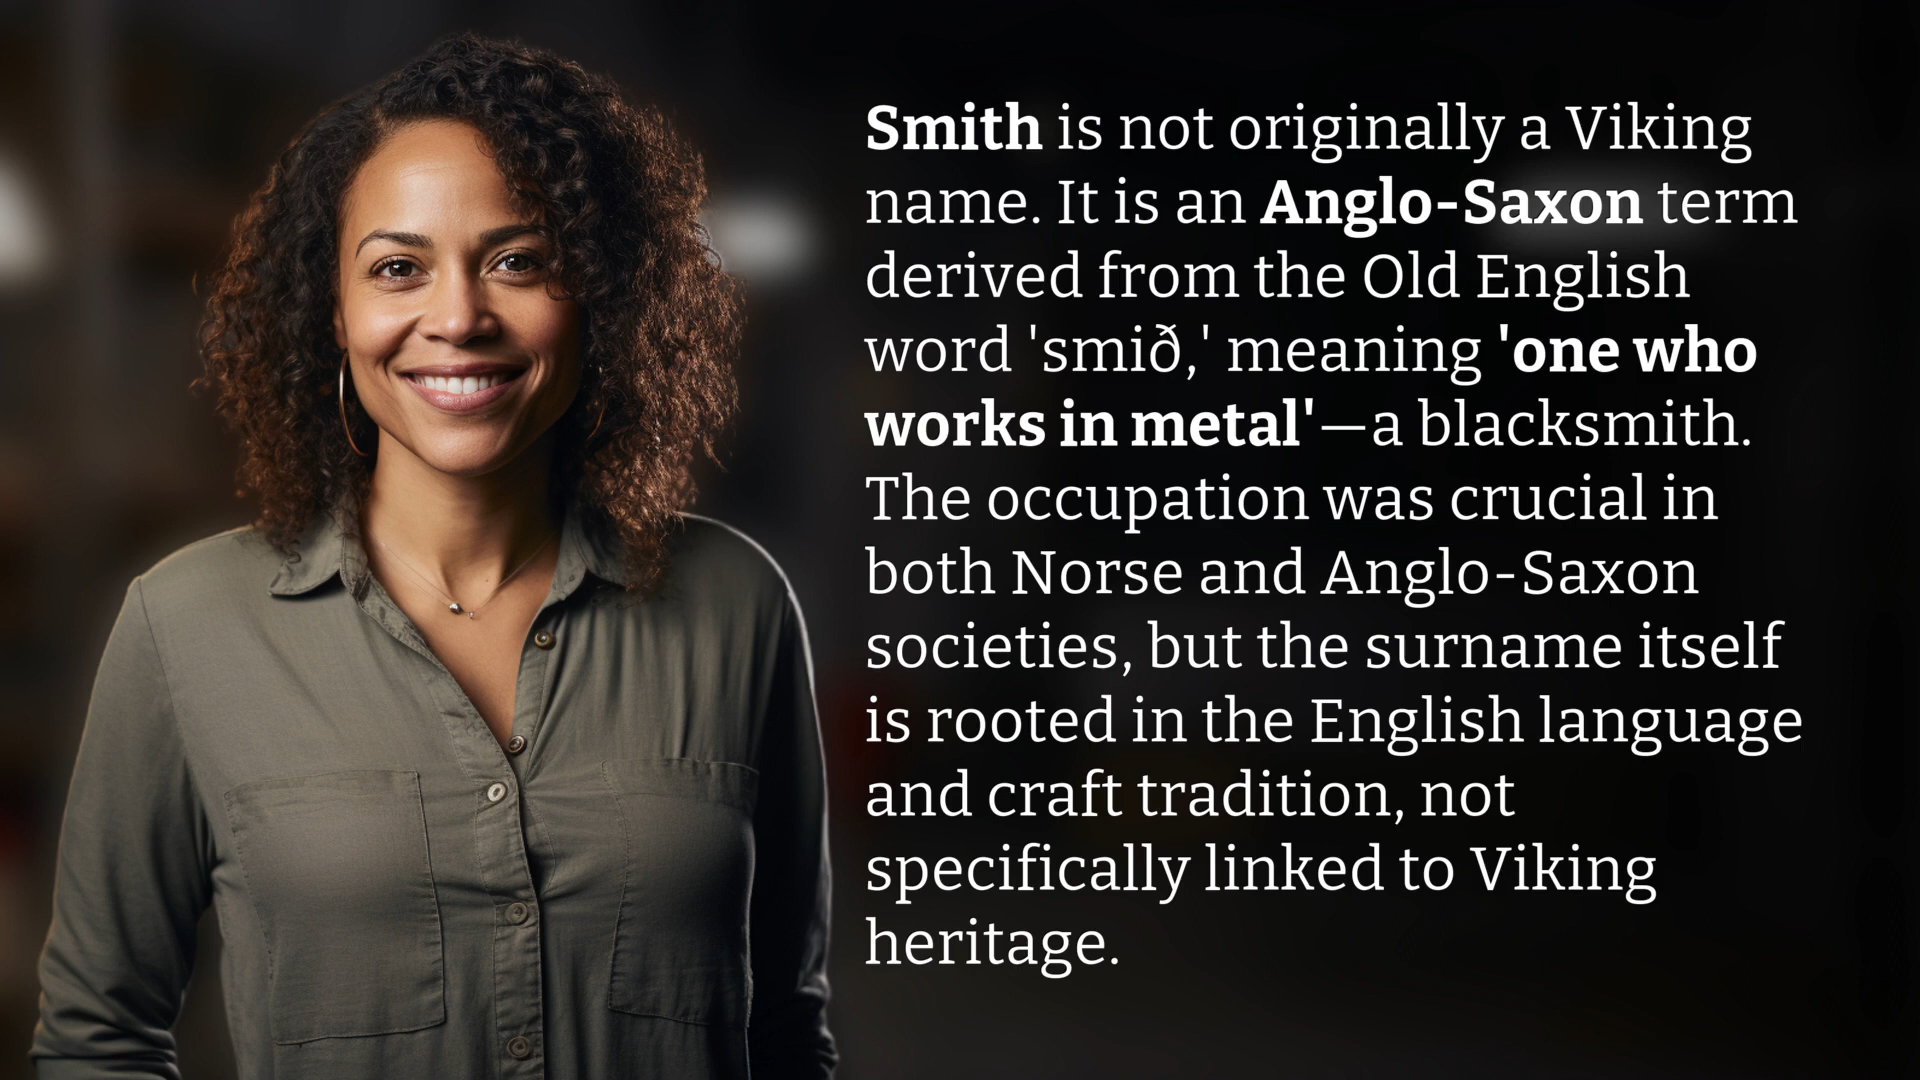 Smith is not originally a Viking
name. It is an Anglo-Saxon term
derived from the Old English
word 'smið,' meaning 'one who
works in metal'—a blacksmith.
The occupation was crucial in
both Norse and Anglo-Saxon
societies, but the surname itself
is rooted in the English language
and craft tradition, not
specifically linked to Viking
heritage.